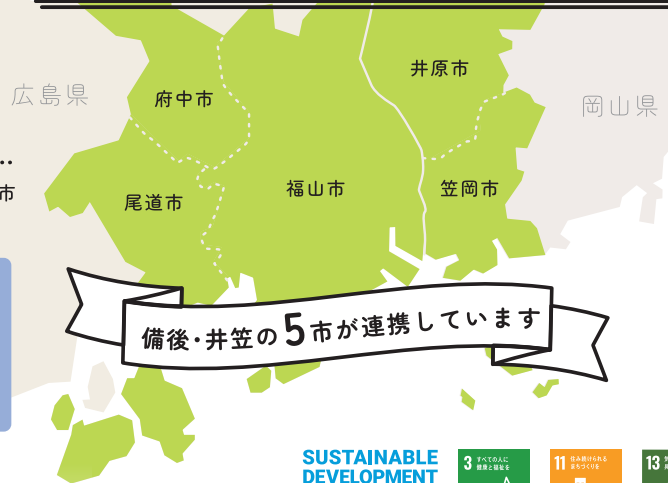 井原市
広島県
府中市
岡山県
市
尾道市
福山市
笠岡市
備後・井笠の5市が連携しています
SUSTAINABLE
DEVELOPMENT
3 すべての人に
健康と福祉を
11 住み続けられる
まちづくりを
13